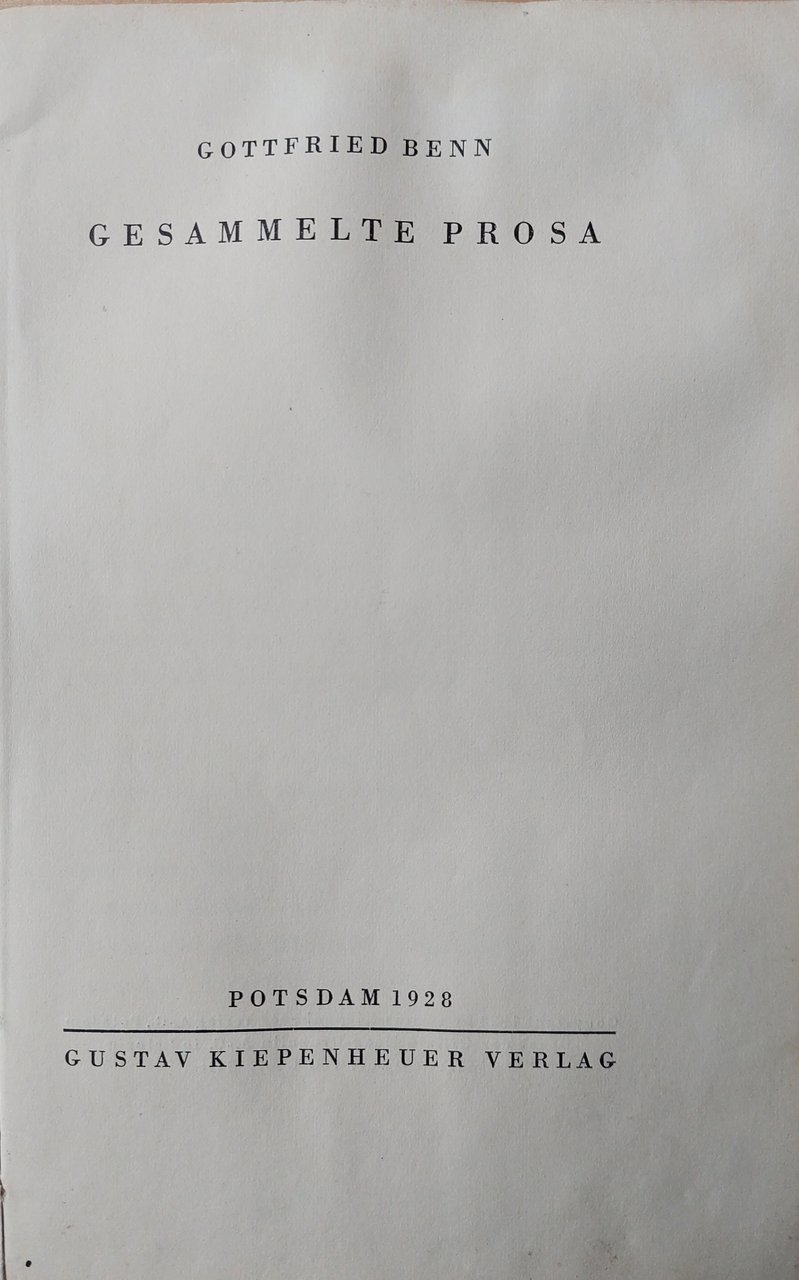 GOTTFRIED BENN
GESAMMELTE PROSA
POTSDAM 1928
GUSTAV KIEPENHEUER VERLAG